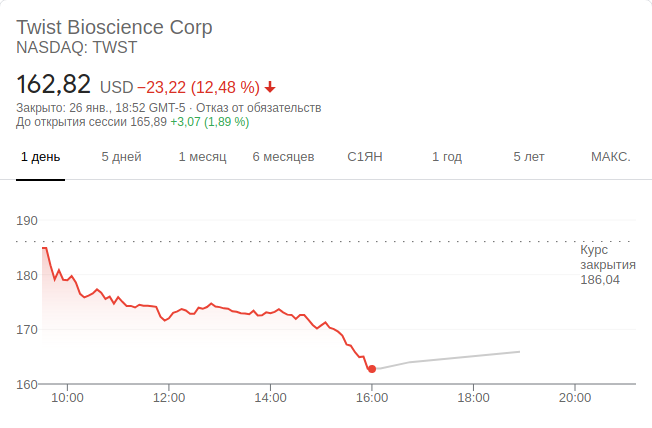 Twist Bioscience Corp
NASDAQ: TWST
162,82 USD −23,22 (12,48 %)
Закрыто: 26 янв., 18:52 GMT-5 · Отказ от обязательств
До открытия сессии 165,89 +3,07 (1,89 %)
1 день 5 дней 1 месяц 6 месяцев С1ЯН 1 год 5 лет МАКС.
190
Курс
закрытия
186,04
180
170
160
10:00 12:00 14:00 16:00 18:00 20:00